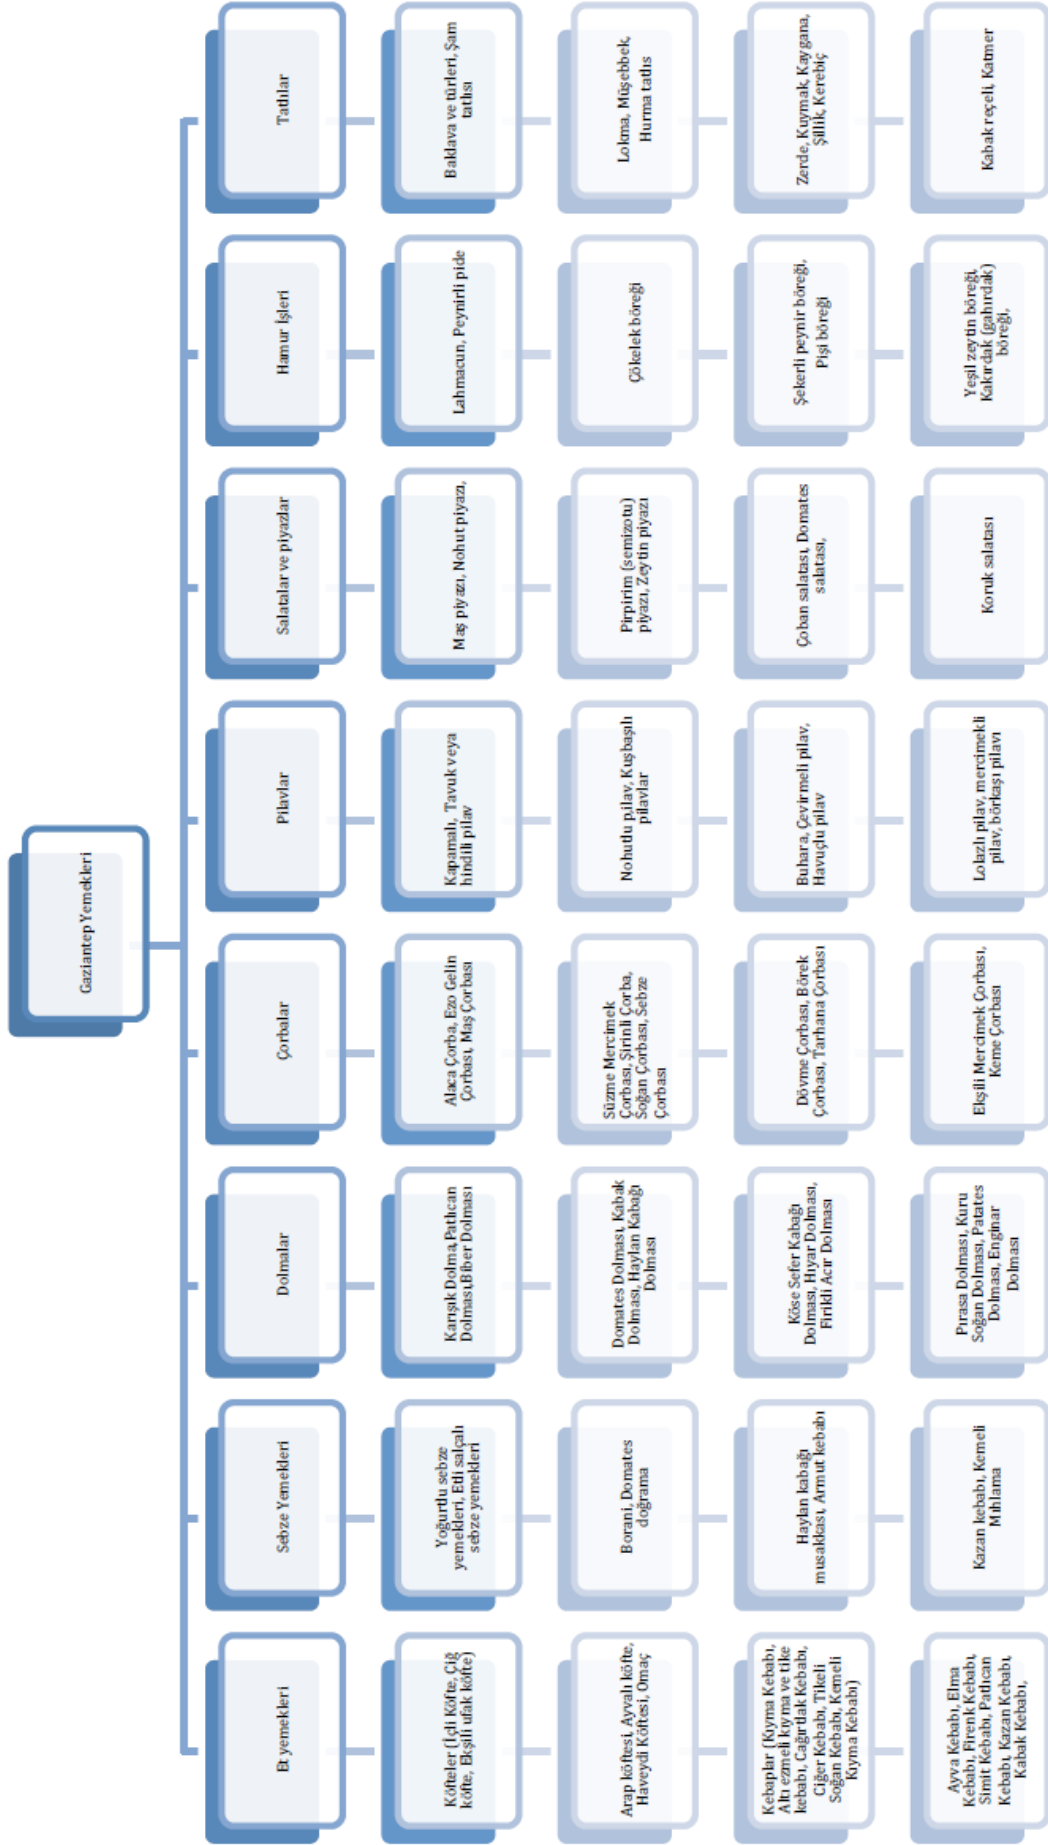 Gaziantep Yemekleri
Et yemekleri
Köfteler (İçli Köfte, Çiğ
köfte, Ekşili ufak köfte)
Arap köftesi, Ayvalı köfte,
Haveydi Köftesi, Omaç
Kebaplar (Kıyma Kebabı,
Altı ezmeli kıyma ve tike
kebabı, Cağırtlak Kebabı,
Ciğer Kebabı, Tikeli
Soğan Kebabı, Kemeli
Kıyma Kebabı)
Ayva Kebabı, Elma
Kebabı, Firenk Kebabı,
Simit Kebabı, Patlıcan
Kebabı, Kazan Kebabı,
Kabak Kebabı,
Sebze Yemekleri
Yoğurtlu sebze
yemekleri, Etli salçalı
sebze yemekleri
Borani, Domates
doğrama
Haylan kabağı
musakkası, Armut kebabı
Kazan kebabı, Kemeli
Mıhlama
Dolmalar
Karışık Dolma,Patlıcan
Dolması,Biber Dolması
Domates Dolması, Kabak
Dolması, Haylan Kabağı
Dolması
Köse Sefer Kabağı
Dolması, Hıyar Dolması,
Firikli Acır Dolması
Pırasa Dolması, Kuru
Soğan Dolması, Patates
Dolması, Enginar
Dolması
Çorbalar
Alaca Çorba, Ezo Gelin
Çorbası, Maş Çorbası
Süzme Mercimek
Çorbası, Şirinli Çorba,
Soğan Çorbası, Sebze
Çorbası
Dövme Çorbası, Börek
Çorbası, Tarhana Çorbası
Ekşili Mercimek Çorbası,
Keme Çorbası
Pilavlar
Kapamalı, Tavuk veya
hindili pilav
Nohutlu pilav, Kuşbaşılı
pilavlar
Buhara, Çevirmeli pilav,
Havuçlu pilav
Lolazlı pilav, mercimekli
pilav, börkaşı pilavı
Salatalar ve piyazlar
Maş piyazı, Nohut piyazı,
Pirpirim (semizotu)
piyazı, Zeytin piyazı
Çoban salatası, Domates
salatası,
Koruk salatası
Hamur İşleri
Lahmacun, Peynirli pide
Çökelek böreği
Şekerli peynir böreği,
Pişi böreği
Yeşil zeytin böreği,
Kakırdak (gahırdak)
böreği,
Tatlılar
Baklava ve türleri, Şam
tatlısı
Lokma, Müşebbek,
Hurma tatlıs
Zerde, Kuymak, Kaygana,
Şıllik, Kerebiç
Kabak reçeli, Katmer